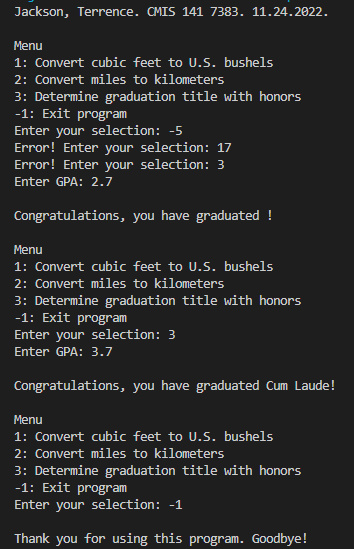 Jackson, Terrence. CMIS 141 7383. 11.24.2022.
Menu
1: Convert cubic feet to U.S. bushels
2: Convert miles to kilometers
3: Determine graduation title with honors
-1: Exit program
Enter your selection: -5
Error! Enter your selection: 17
Error! Enter your selection: 3
Enter GPA: 2.7
Congratulations, you have graduated !
Menu
1: Convert cubic feet to U.S. bushels
2: Convert miles to kilometers
3: Determine graduation title with honors
-1: Exit program
Enter your selection: 3
Enter GPA: 3.7
Congratulations, you have graduated Cum Laude!
Menu
1: Convert cubic feet to U.S. bushels
2: Convert miles to kilometers
3: Determine graduation title with honors
-1: Exit program
Enter your selection: -1
Thank you for using this program. Goodbye!